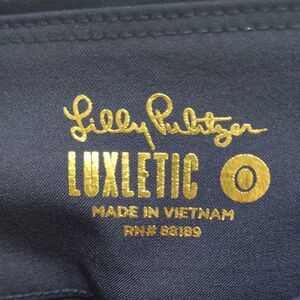 Lilly Pulitzer
LUXLETIC 0
MADE IN VIETNAM
RN# 88189